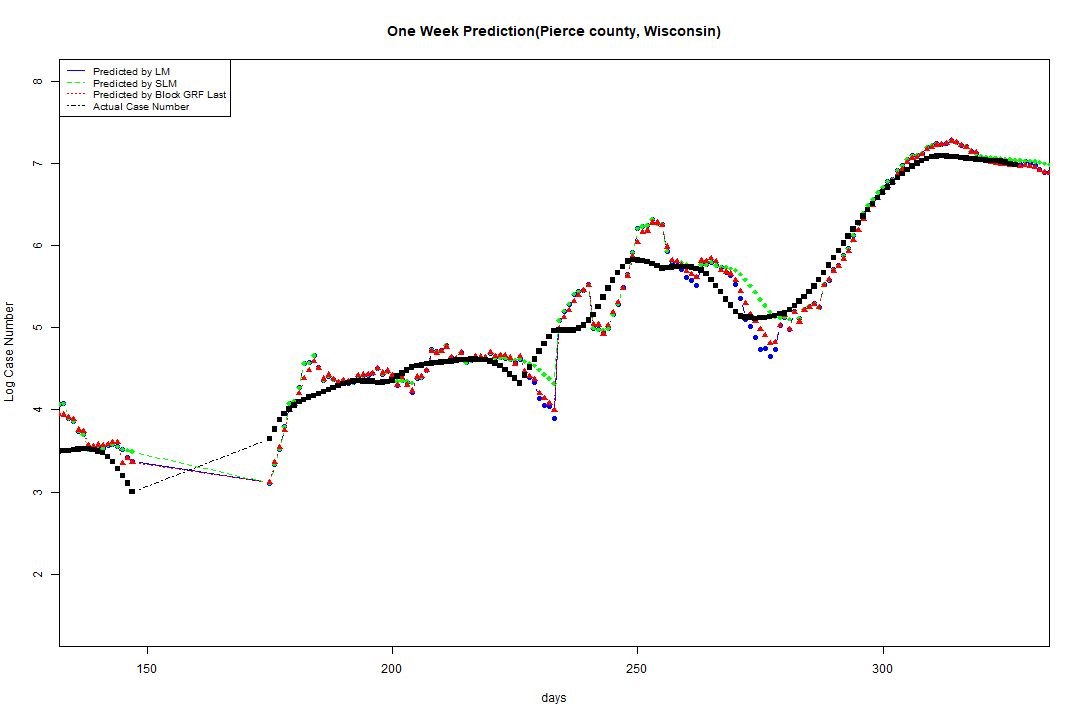 One Week Prediction(Pierce county, Wisconsin)
Predicted by LM
Predicted by SLM
Predicted by Block GRF Last
Actual Case Number
Log Case Number
8
7
6
5
4
3
2
150 200 250 300
days